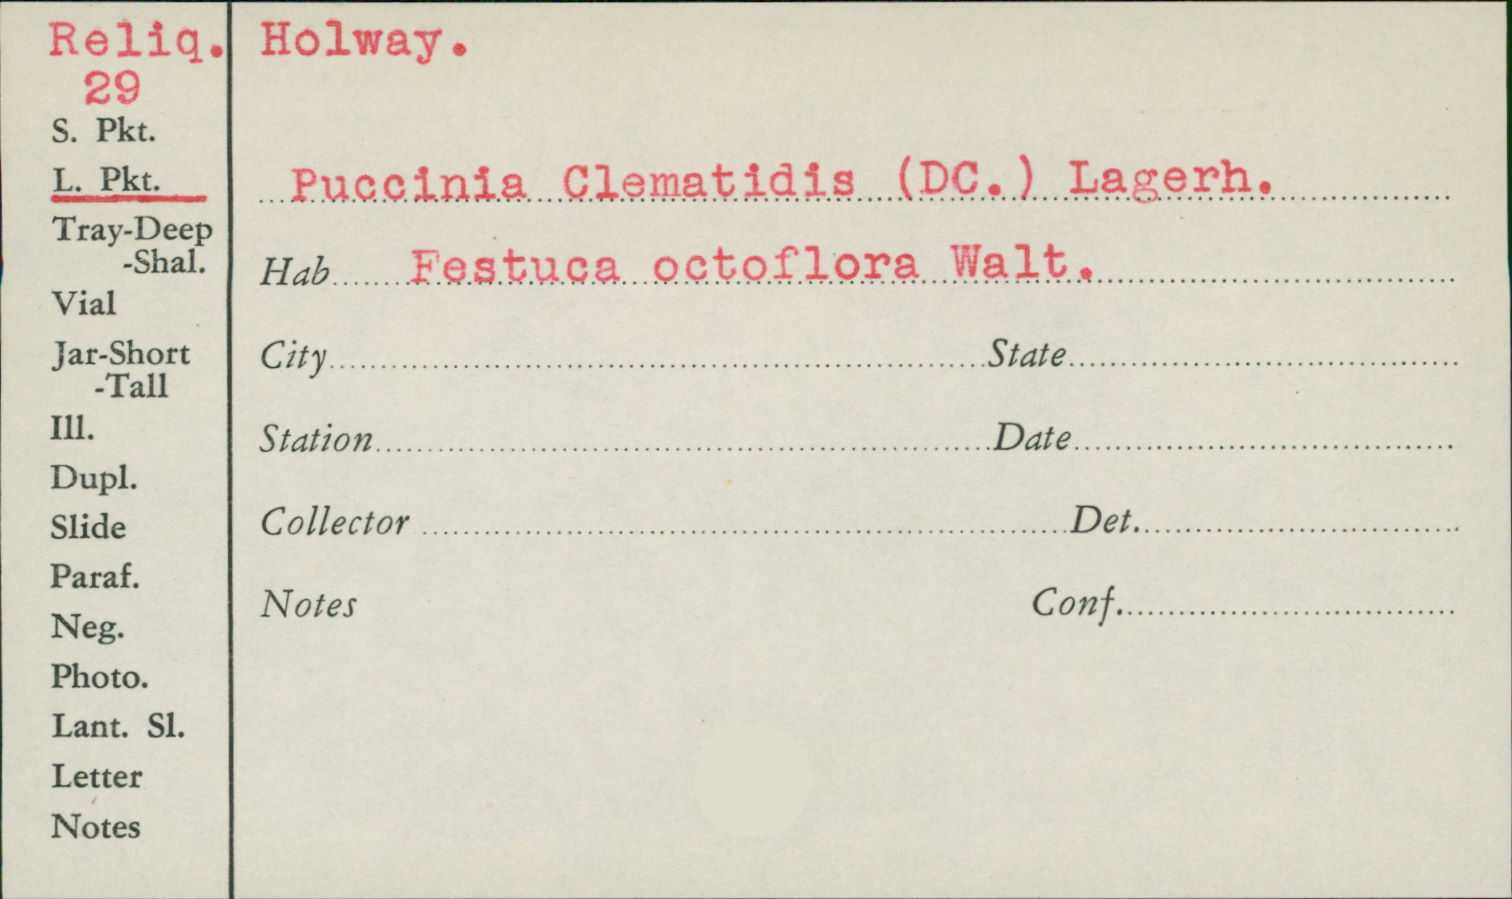 Reliq. Holway.
29
S. Pkt.
L. Pkt.
Puccinia Clematidis (DC.) Lagerh.
Tray-Deep
-Shal.
Hab Festuca octoflora Walt.
Vial
Jar-Short
-Tall
City State
Ill.
Station Date
Dupl.
Slide
Collector Det.
Paraf.
Notes Conf.
Neg.
Photo.
Lant. Sl.
Letter
Notes